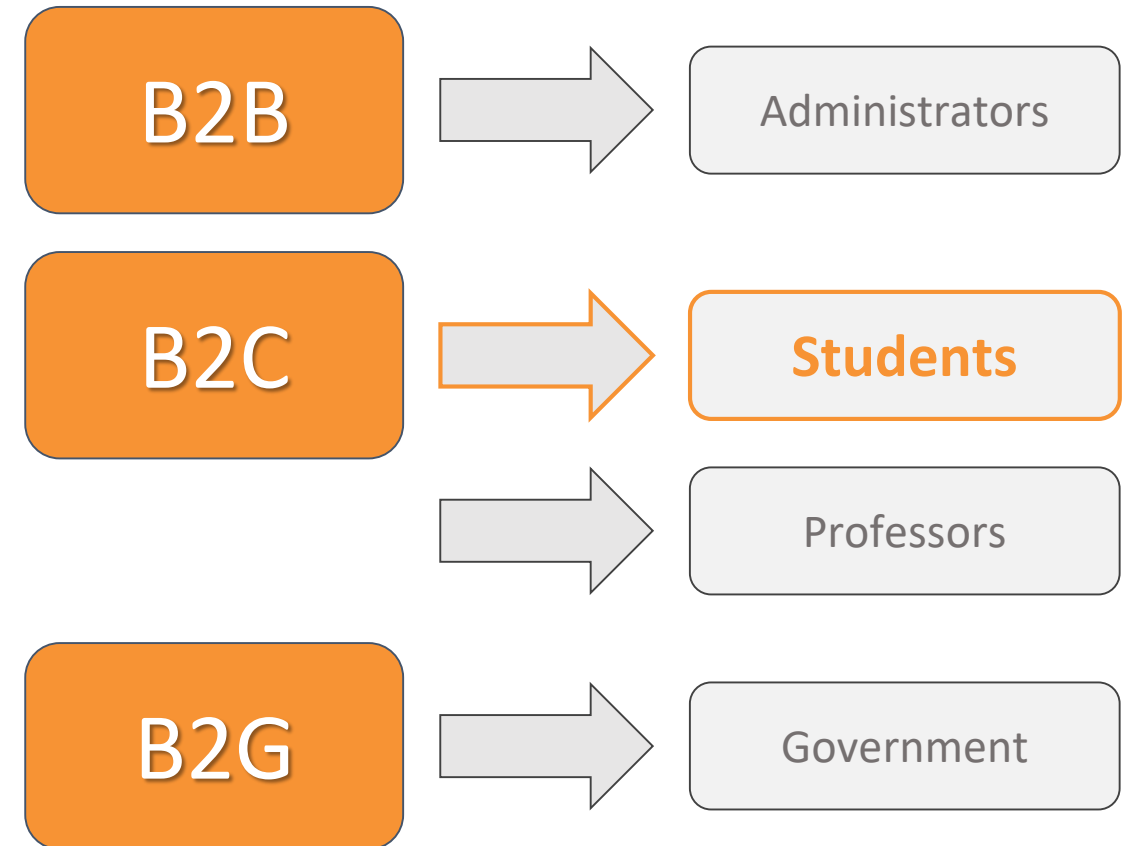 B2B
Administrators
B2C
Students
Professors
B2G
Government